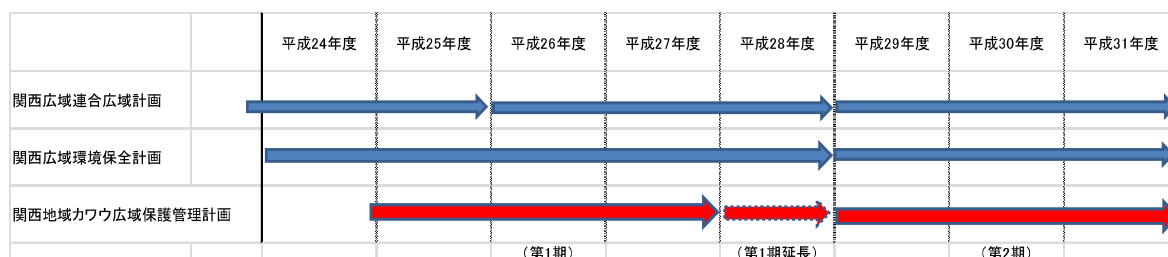 平成24年度 平成25年度 平成26年度 平成27年度 平成28年度 平成29年度 平成30年度 平成31年度
関西広域連合広域計画
関西広域環境保全計画
関西地域カワウ広域保護管理計画
(第1期) (第1期延長) (第2期)